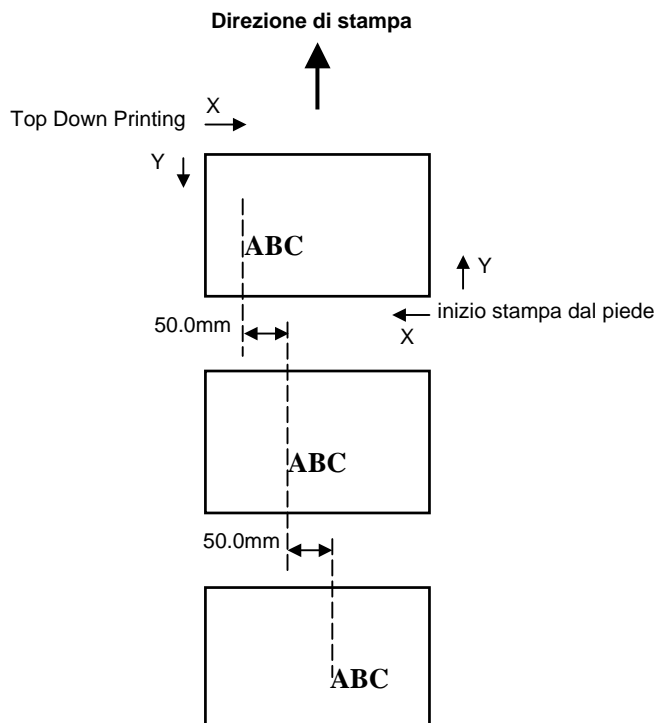 Direzione di stampa
X
Top Down Printing
Y
ABC
Y
inizio stampa dal piede
X
50.0mm
ABC
50.0mm
ABC